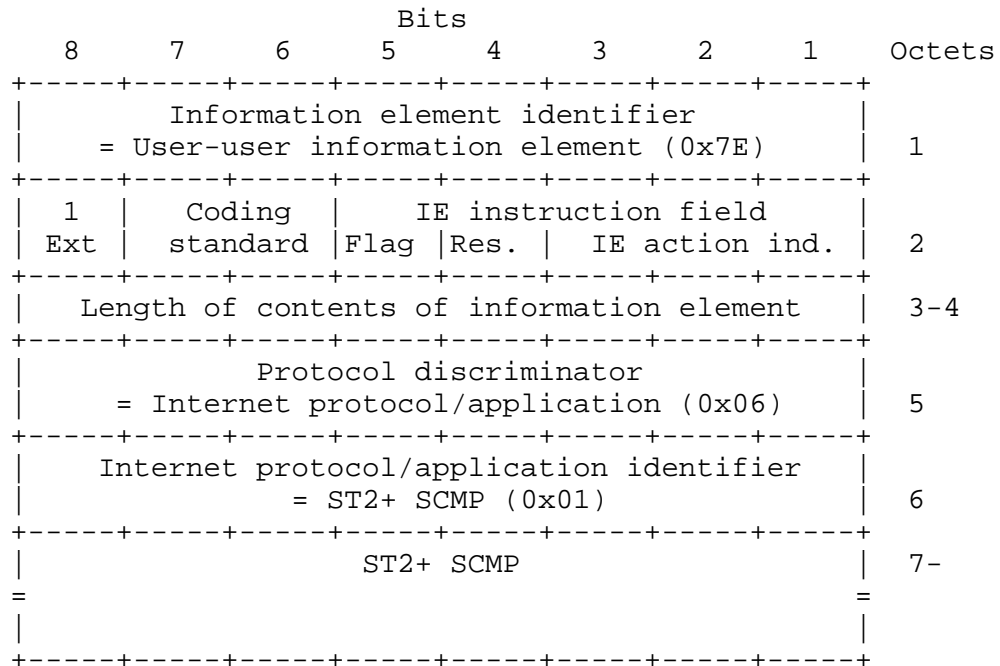 Bits
   8     7     6     5     4     3     2     1   Octets
+-----+-----+-----+-----+-----+-----+-----+-----+
|        Information element identifier         |
|    = User-user information element (0x7E)     |  1
+-----+-----+-----+-----+-----+-----+-----+-----+
|  1  |   Coding    |    IE instruction field   |
| Ext |  standard |Flag |Res. |  IE action ind. |  2
+-----+-----+-----+-----+-----+-----+-----+-----+
|   Length of contents of information element   |  3-4
+-----+-----+-----+-----+-----+-----+-----+-----+
|             Protocol discriminator            |
|     = Internet protocol/application (0x06)    |  5
+-----+-----+-----+-----+-----+-----+-----+-----+
|    Internet protocol/application identifier   |
|               = ST2+ SCMP (0x01)              |  6
+-----+-----+-----+-----+-----+-----+-----+-----+
|                   ST2+ SCMP                   |  7-
=                                               =
|                                               |
+-----+-----+-----+-----+-----+-----+-----+-----+